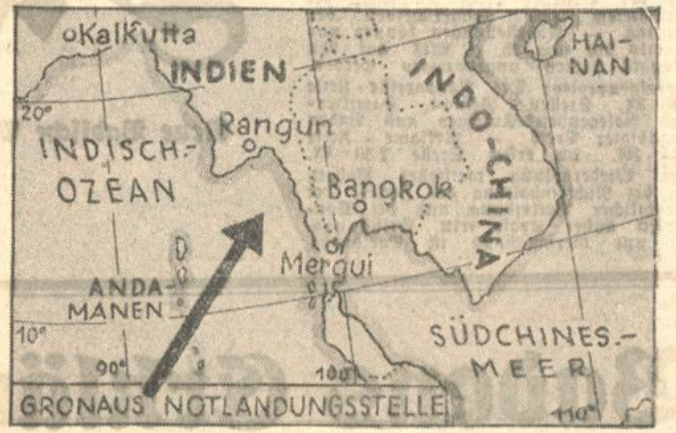 Kalkutta
INDIEN
HAI-
NAN
INDO-CHINA
20°
Rangun
INDISCH.-
OZEAN
Bangkok
Mergui
ANDA-
MANEN
10°
SÜDCHINES.-
MEER
90°
100°
110°
GRONAUS NOTLANDUNGSSTELLE